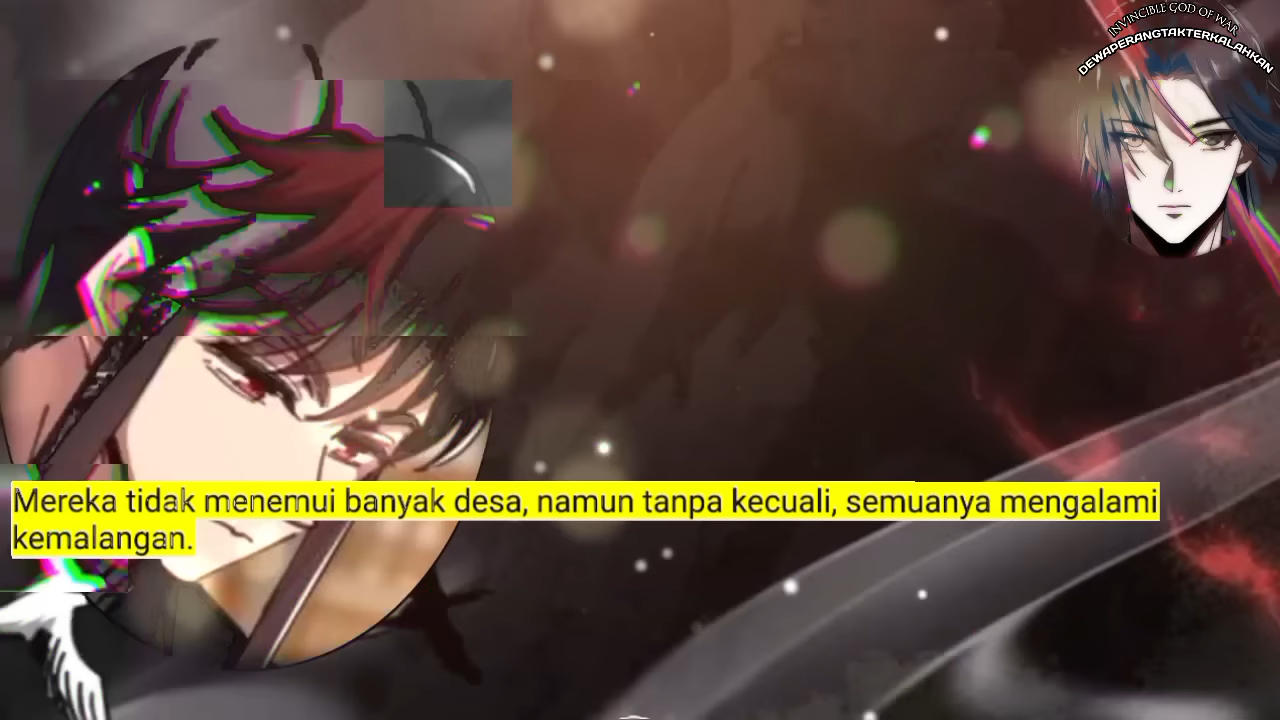 INVINCIBLE GOD OF WAR
DEWAPERANGTAKTERKALAHKAN
Mereka tidak menemui banyak desa, namun tanpa kecuali, semuanya mengalami
kemalangan.